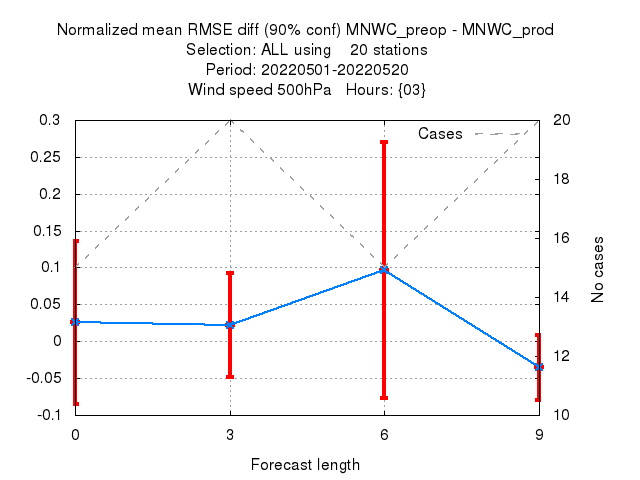 Normalized mean RMSE diff (90% conf) MNWC_preop - MNWC_prod
Selection: ALL using    20 stations
Period: 20220501-20220520
Wind speed 500hPa   Hours: {03}
Cases
0.3
0.25
0.2
0.15
0.1
0.05
0
-0.05
-0.1
20
18
16
14
12
10
No cases
0 3 6 9
Forecast length